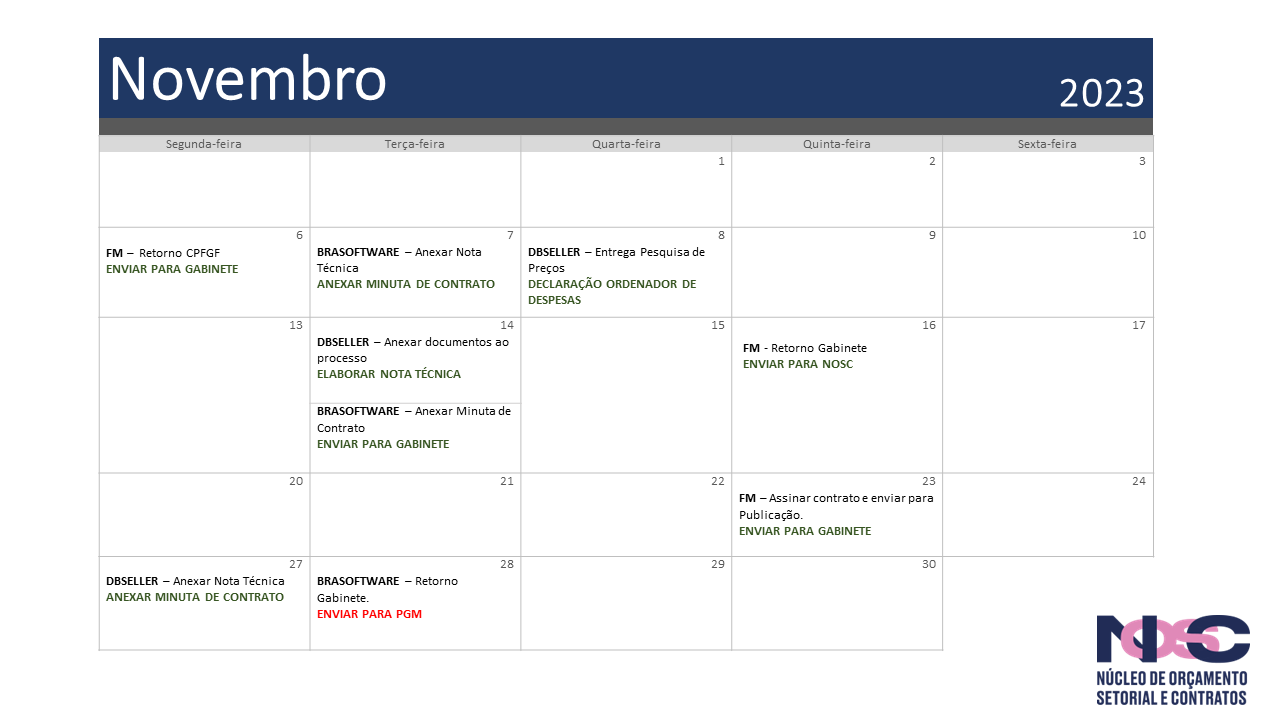 Novembro
2023
Segunda-feira
Terça-feira
Quarta-feira
Quinta-feira
Sexta-feira
1
2
3
6
FM – Retorno CPFGF
ENVIAR PARA GABINETE
7
BRASOFTWARE – Anexar Nota
Técnica
ANEXAR MINUTA DE CONTRATO
8
DBSELLER – Entrega Pesquisa de
Preços
DECLARAÇÃO ORDENADOR DE
DESPESAS
9
10
13
14
DBSELLER – Anexar documentos ao
processo
ELABORAR NOTA TÉCNICA
BRASOFTWARE – Anexar Minuta de
Contrato
ENVIAR PARA GABINETE
15
16
FM - Retorno Gabinete
ENVIAR PARA NOSC
17
20
21
22
23
FM – Assinar contrato e enviar para
Publicação.
ENVIAR PARA GABINETE
24
27
DBSELLER – Anexar Nota Técnica
ANEXAR MINUTA DE CONTRATO
28
BRASOFTWARE – Retorno
Gabinete.
ENVIAR PARA PGM
29
30
NOSC
NÚCLEO DE ORÇAMENTO
SETORIAL E CONTRATOS